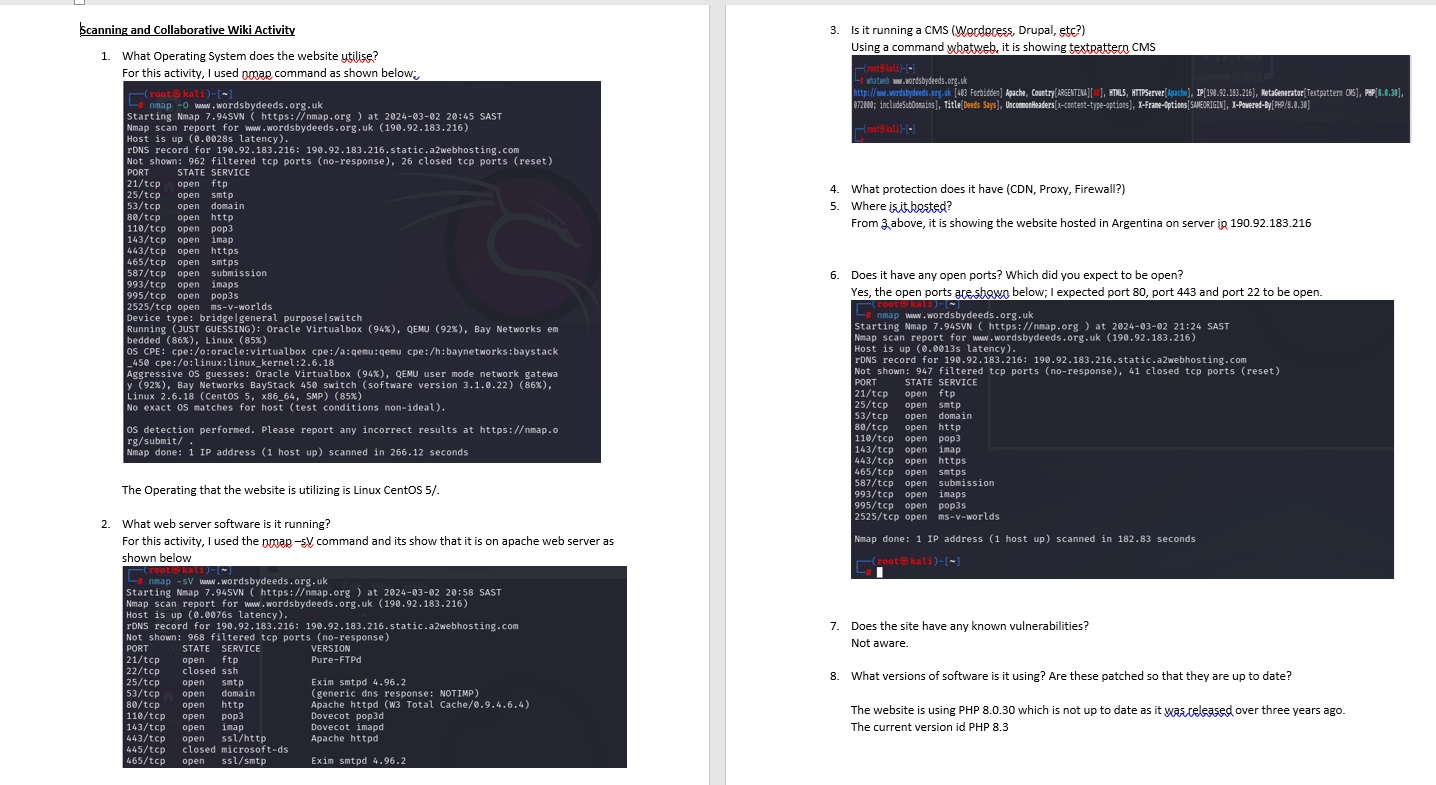 Scanning and Collaborative Wiki Activity
1. What Operating System does the website utilise?
For this activity, I used nmap command as shown below:,
(root㉿kali)-[~]
# nmap -O www.wordsbydeeds.org.uk
Starting Nmap 7.94SVN ( https://nmap.org ) at 2024-03-02 20:45 SAST
Nmap scan report for www.wordsbydeeds.org.uk (190.92.183.216)
Host is up (0.0028s latency).
rDNS record for 190.92.183.216: 190.92.183.216.static.a2webhosting.com
Not shown: 962 filtered tcp ports (no-response), 26 closed tcp ports (reset)
PORT STATE SERVICE
21/tcp open ftp
25/tcp open smtp
53/tcp open domain
80/tcp open http
110/tcp open pop3
143/tcp open imap
443/tcp open https
465/tcp open smtps
587/tcp open submission
993/tcp open imaps
995/tcp open pop3s
2525/tcp open ms-v-worlds
Device type: bridge|general purpose|switch
Running (JUST GUESSING): Oracle Virtualbox (94%), QEMU (92%), Bay Networks em
bedded (86%), Linux (85%)
OS CPE: cpe:/o:oracle:virtualbox cpe:/a:qemu:qemu cpe:/h:baynetworks:baystack
_450 cpe:/o:linux:linux_kernel:2.6.18
Aggressive OS guesses: Oracle Virtualbox (94%), QEMU user mode network gatewa
y (92%), Bay Networks BayStack 450 switch (software version 3.1.0.22) (86%),
Linux 2.6.18 (CentOS 5, x86_64, SMP) (85%)
No exact OS matches for host (test conditions non-ideal).
OS detection performed. Please report any incorrect results at https://nmap.o
rg/submit/ .
Nmap done: 1 IP address (1 host up) scanned in 266.12 seconds
The Operating that the website is utilizing is Linux CentOS 5/.
2. What web server software is it running?
For this activity, I used the nmap –sV command and its show that it is on apache web server as
shown below
(root㉿kali)-[~]
# nmap -sV www.wordsbydeeds.org.uk
Starting Nmap 7.94SVN ( https://nmap.org ) at 2024-03-02 20:58 SAST
Nmap scan report for www.wordsbydeeds.org.uk (190.92.183.216)
Host is up (0.0076s latency).
rDNS record for 190.92.183.216: 190.92.183.216.static.a2webhosting.com
Not shown: 968 filtered tcp ports (no-response)
PORT STATE SERVICE VERSION
21/tcp open ftp Pure-FTPd
22/tcp closed ssh
25/tcp open smtp Exim smtpd 4.96.2
53/tcp open domain (generic dns response: NOTIMP)
80/tcp open http Apache httpd (W3 Total Cache/0.9.4.6.4)
110/tcp open pop3 Dovecot pop3d
143/tcp open imap Dovecot imapd
443/tcp open ssl/http Apache httpd
445/tcp closed microsoft-ds
465/tcp open ssl/smtp Exim smtpd 4.96.2
3. Is it running a CMS (Wordpress, Drupal, etc?)
Using a command whatweb, it is showing textpattern CMS
(root㉿kali)-[~]
# whatweb www.wordsbydeeds.org.uk
http://www.wordsbydeeds.org.uk [403 Forbidden] Apache, Country[ARGENTINA][AR], HTML5, HTTPServer[Apache], IP[190.92.183.216], MetaGenerator[Textpattern CMS], PHP[8.0.30],
072000; includeSubDomains], Title[Deeds Says], UncommonHeaders[x-content-type-options], X-Frame-Options[SAMEORIGIN], X-Powered-By[PHP/8.0.30]
(root㉿kali)-[~]
#
4. What protection does it have (CDN, Proxy, Firewall?)
5. Where is it hosted?
From 3 above, it is showing the website hosted in Argentina on server ip 190.92.183.216
6. Does it have any open ports? Which did you expect to be open?
Yes, the open ports are shown below; I expected port 80, port 443 and port 22 to be open.
(root㉿kali)-[~]
# nmap www.wordsbydeeds.org.uk
Starting Nmap 7.94SVN ( https://nmap.org ) at 2024-03-02 21:24 SAST
Nmap scan report for www.wordsbydeeds.org.uk (190.92.183.216)
Host is up (0.0013s latency).
rDNS record for 190.92.183.216: 190.92.183.216.static.a2webhosting.com
Not shown: 947 filtered tcp ports (no-response), 41 closed tcp ports (reset)
PORT STATE SERVICE
21/tcp open ftp
25/tcp open smtp
53/tcp open domain
80/tcp open http
110/tcp open pop3
143/tcp open imap
443/tcp open https
465/tcp open smtps
587/tcp open submission
993/tcp open imaps
995/tcp open pop3s
2525/tcp open ms-v-worlds
Nmap done: 1 IP address (1 host up) scanned in 182.83 seconds
(root㉿kali)-[~]
#
7. Does the site have any known vulnerabilities?
Not aware.
8. What versions of software is it using? Are these patched so that they are up to date?
The website is using PHP 8.0.30 which is not up to date as it was released over three years ago.
The current version id PHP 8.3